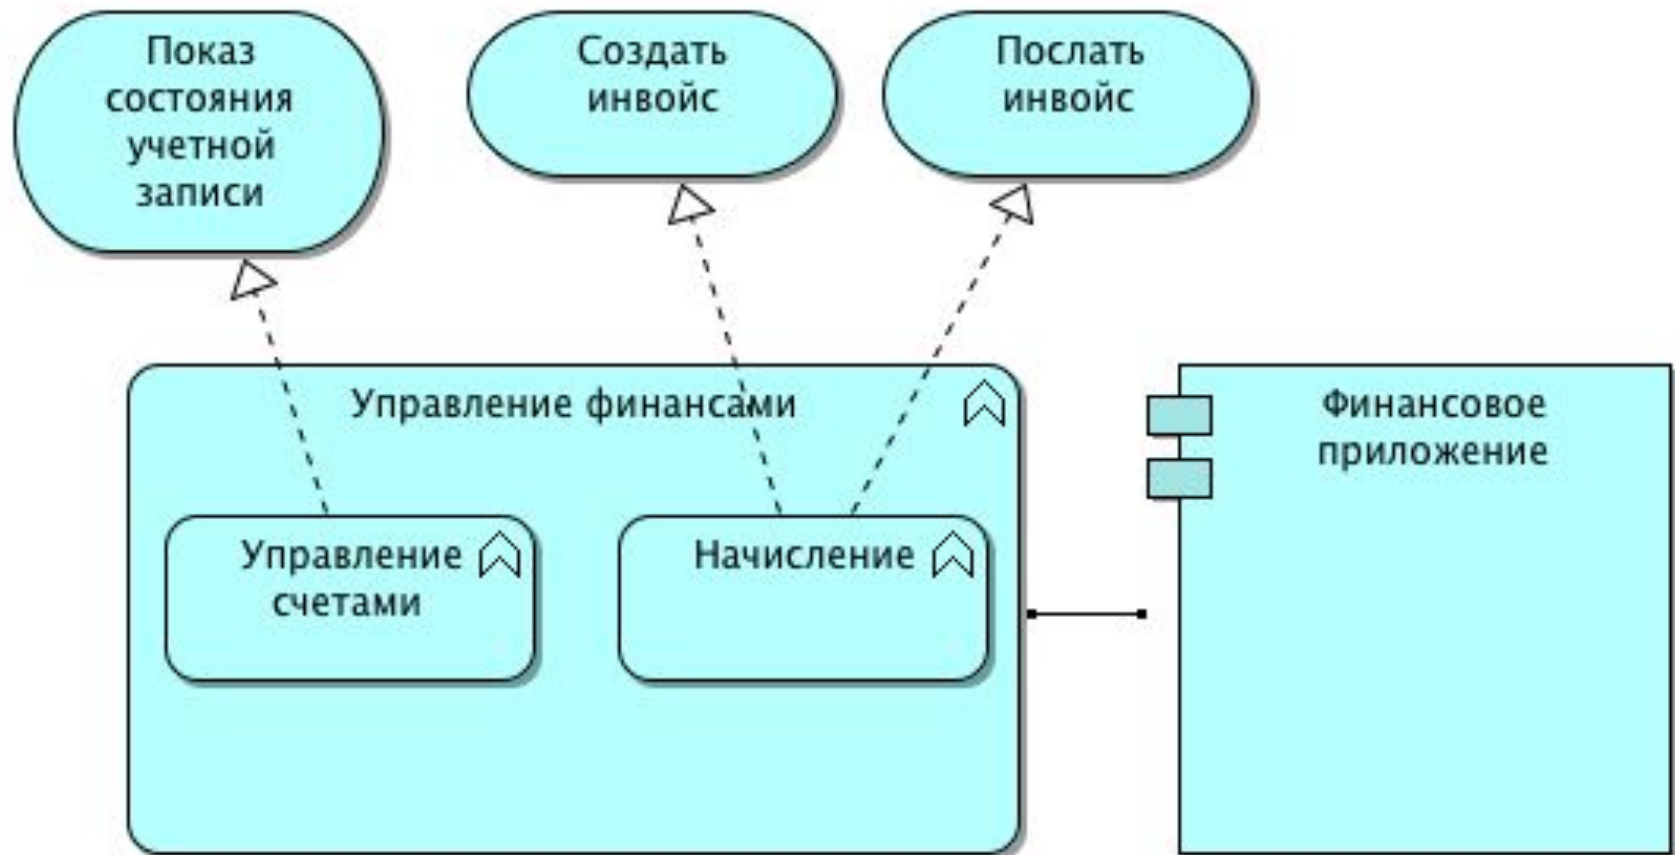 Показ
состояния
учетной
записи
Создать
инвойс
Послать
инвойс
Управление финансами
Управление
счетами
Начисление
Финансовое
приложение